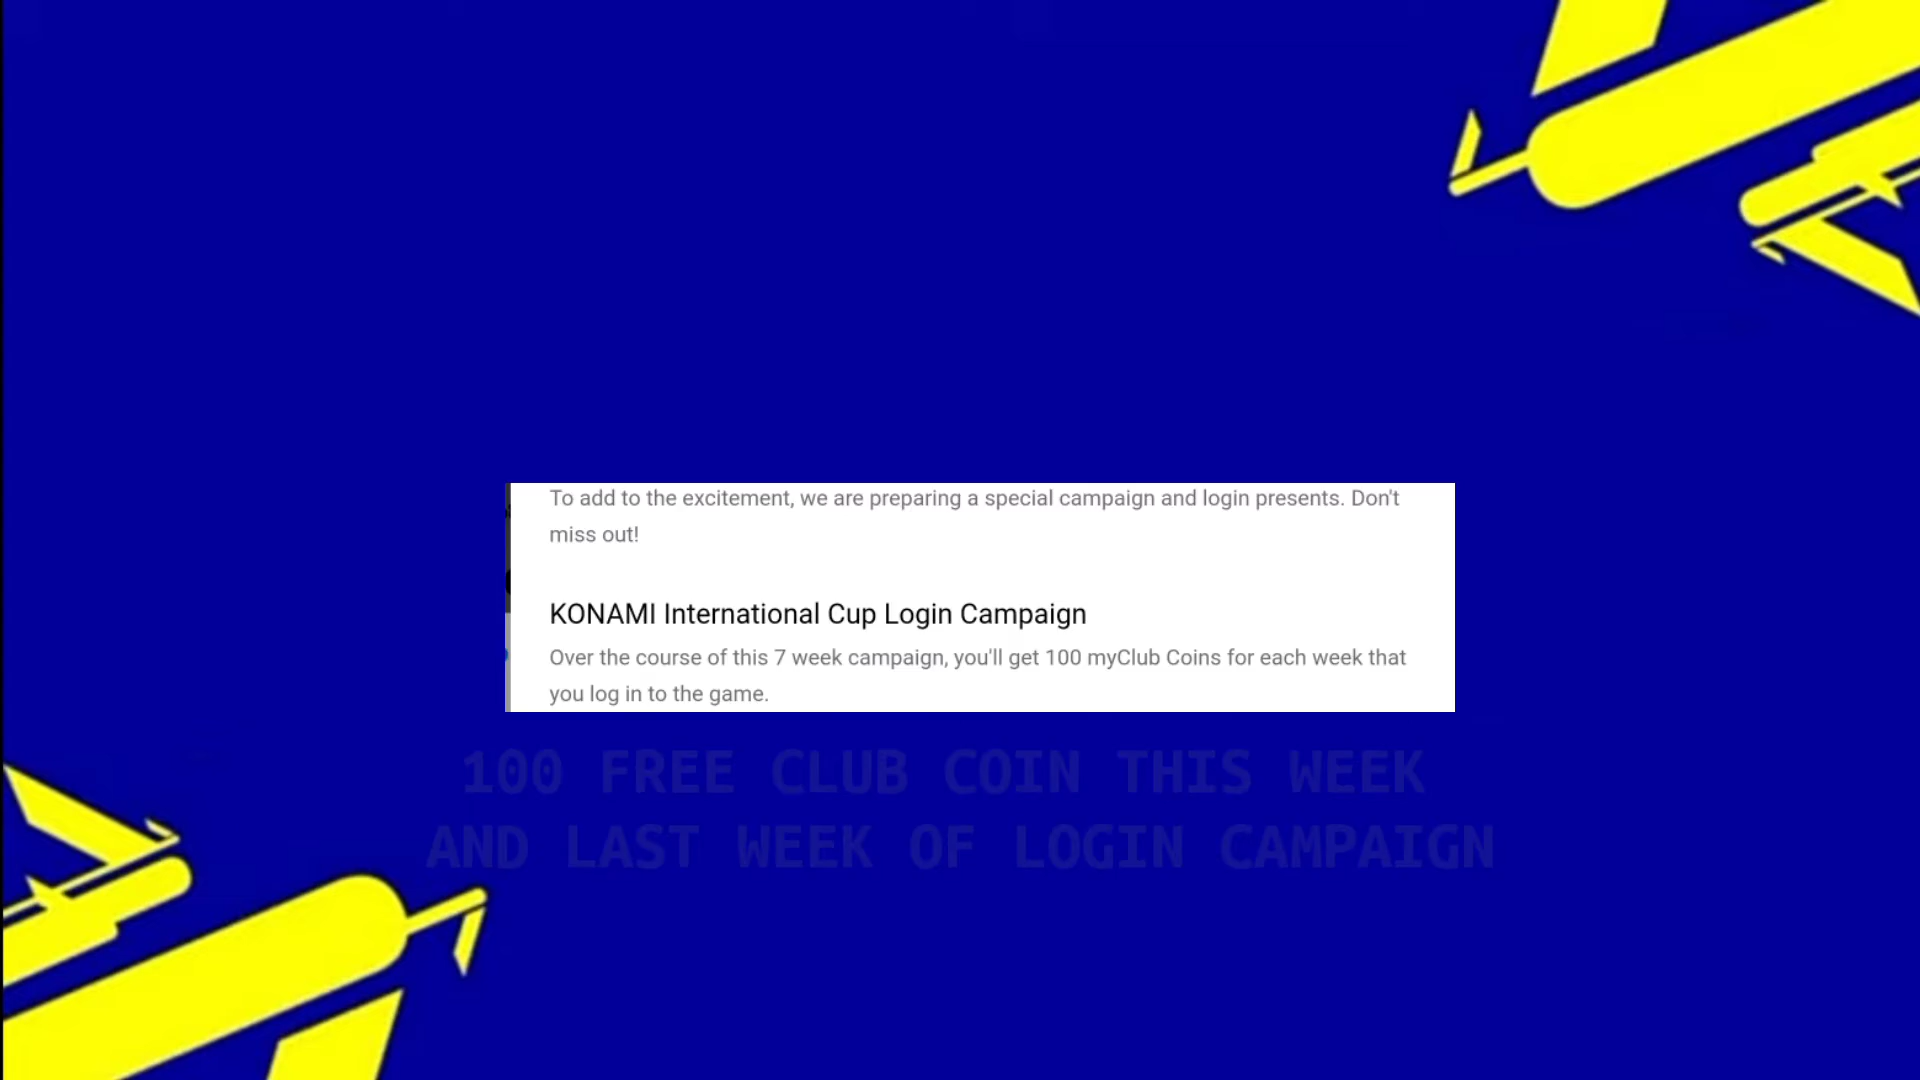 To add to the excitement, we are preparing a special campaign and login presents. Don't
miss out!
KONAMI International Cup Login Campaign
Over the course of this 7 week campaign, you'll get 100 myClub Coins for each week that
you log in to the game.
100 FREE CLUB COIN THIS WEEK
AND LAST WEEK OF LOGIN CAMPAIGN